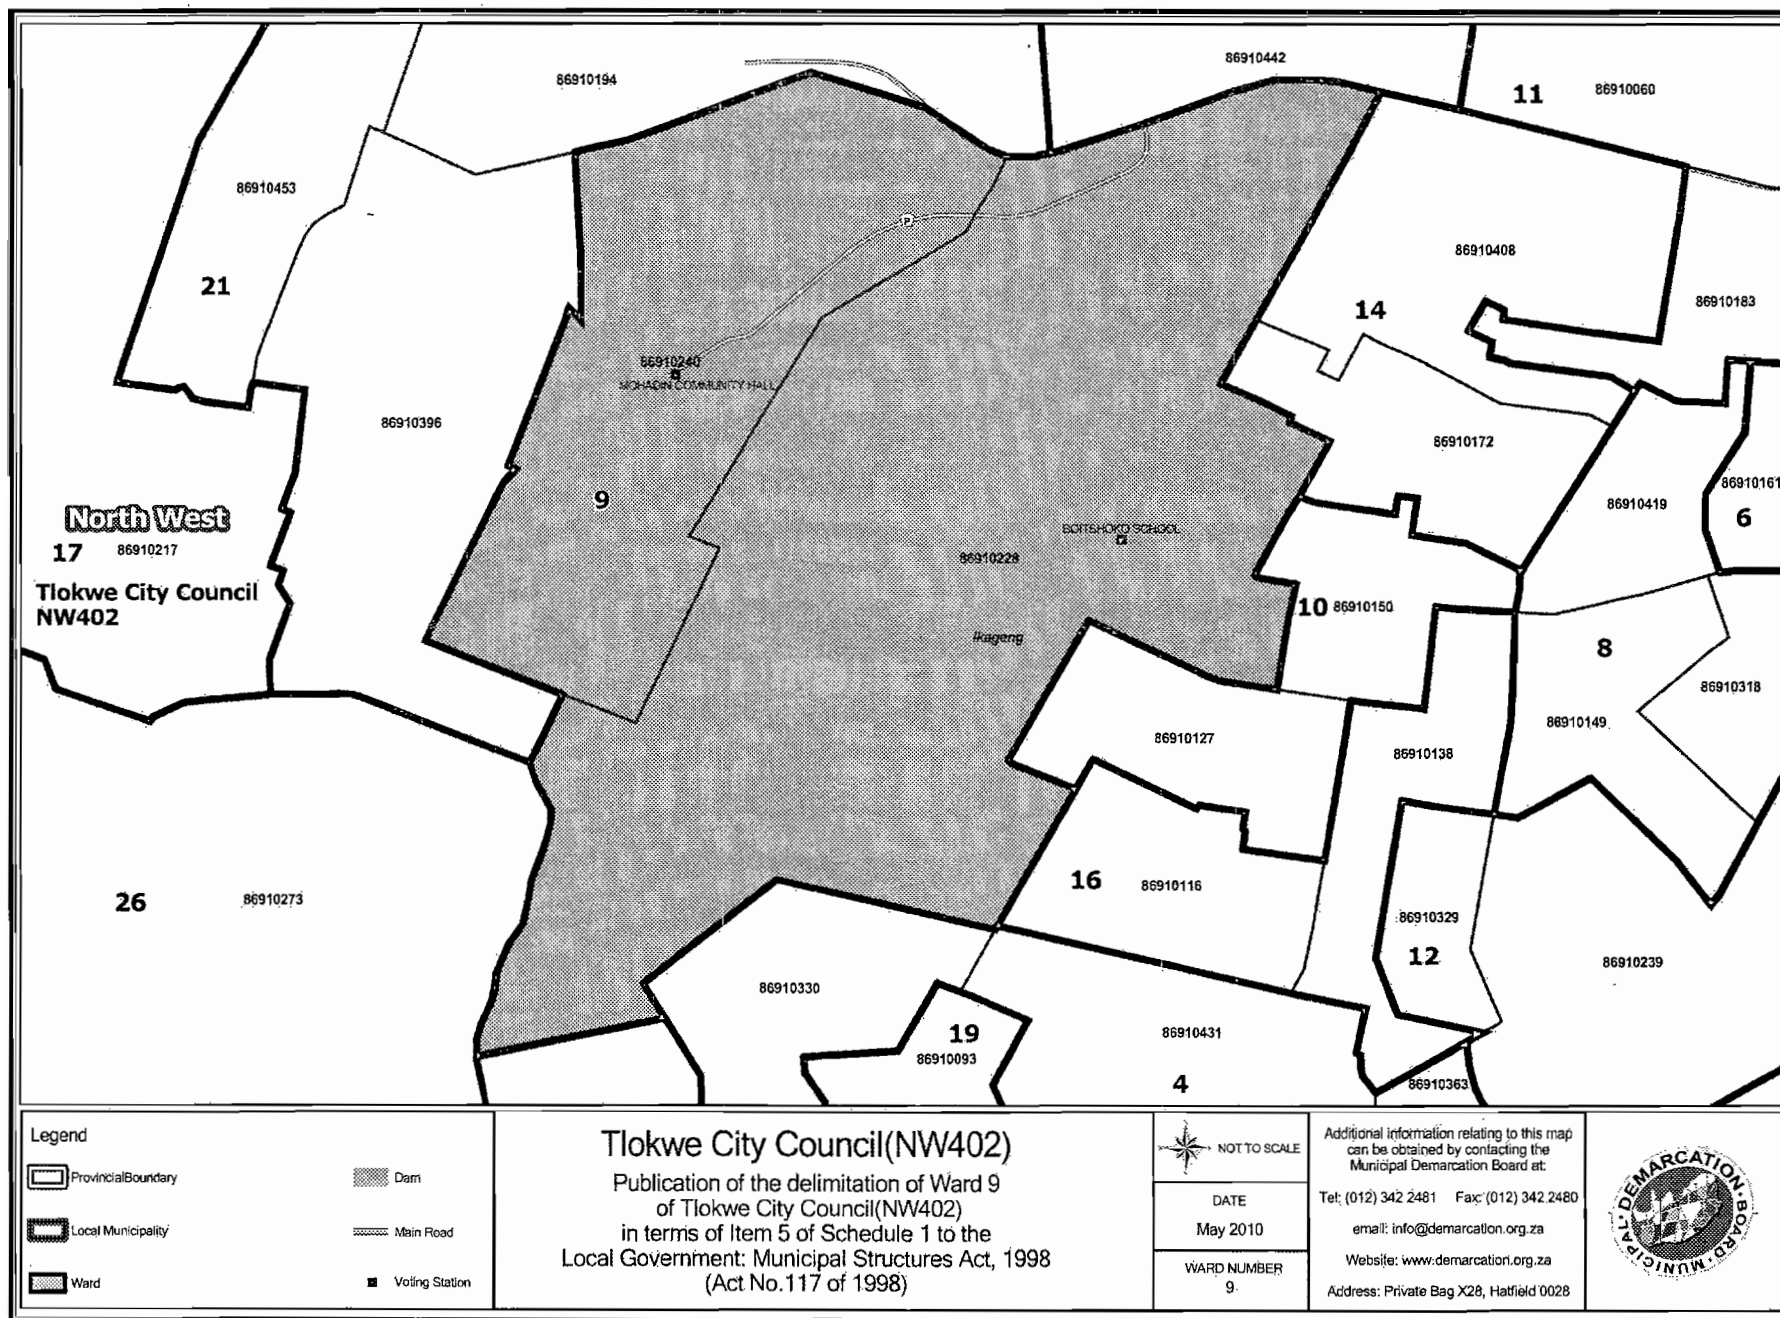 86910442
86910194
11
86910060
86910453
86910408
21
86910183
14
P
86910240
MOHADIN COMMUNITY HALL
86910396
86910172
9
86910161
86910419
North West
6
17
86910217
BOITSHOKO SCHOOL
86910228
Tlokwe City Council
NW402
10
86910150
Ikageng
8
86910318
86910149
86910127
86910138
16
86910116
26
86910273
86910329
12
86910239
86910330
19
86910093
86910431
4
86910363
Legend
ProvincialBoundary
Dam
Local Municipality
Main Road
Ward
Voting Station
Tlokwe City Council(NW402)
Publication of the delimitation of Ward 9
of Tlokwe City Council(NW402)
in terms of Item 5 of Schedule 1 to the
Local Government: Municipal Structures Act, 1998
(Act No.117 of 1998)
NOT TO SCALE
DATE
May 2010
WARD NUMBER
9
Additional information relating to this map
can be obtained by contacting the
Municipal Demarcation Board at:
Tel: (012) 342 2481 Fax: (012) 342 2480
email: info@demarcation.org.za
Website: www.demarcation.org.za
Address: Private Bag X28, Hatfield 0028
MUNICIPAL DEMARCATION BOARD